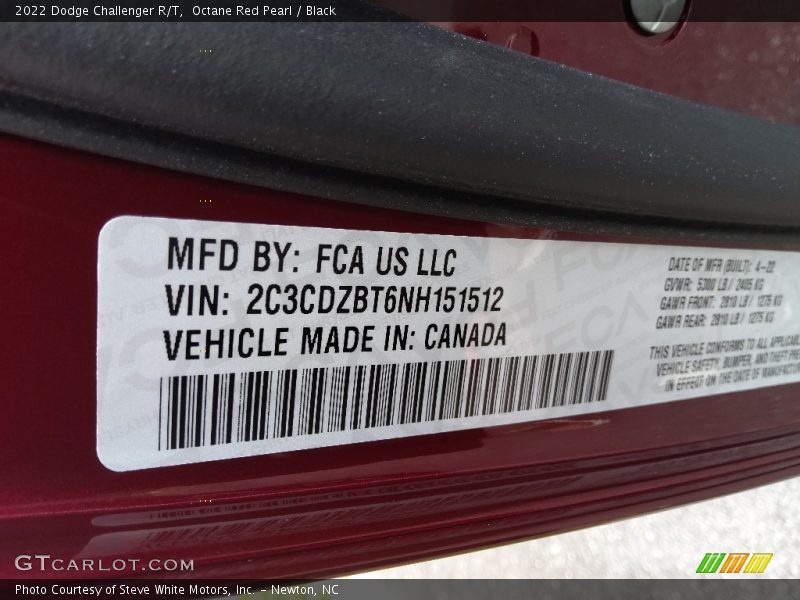 2022 Dodge Challenger R/T,  Octane Red Pearl / Black
MFD BY: FCA US LLC
VIN: 2C3CDZBT6NH151512
VEHICLE MADE IN: CANADA
DATE OF MFR (BUILT): 4-22
GVWR: 5300 LB / 2405 KG
GAWR FRONT: 2810 LB / 1275 KG
GAWR REAR: 2810 LB / 1275 KG
THIS VEHICLE CONFORMS TO ALL APPLICABLE
VEHICLE SAFETY, BUMPER, AND THEFT
IN EFFECT ON THE DATE OF MANUFACTURE
GTCARLOT.COM
Photo Courtesy of Steve White Motors, Inc. – Newton, NC